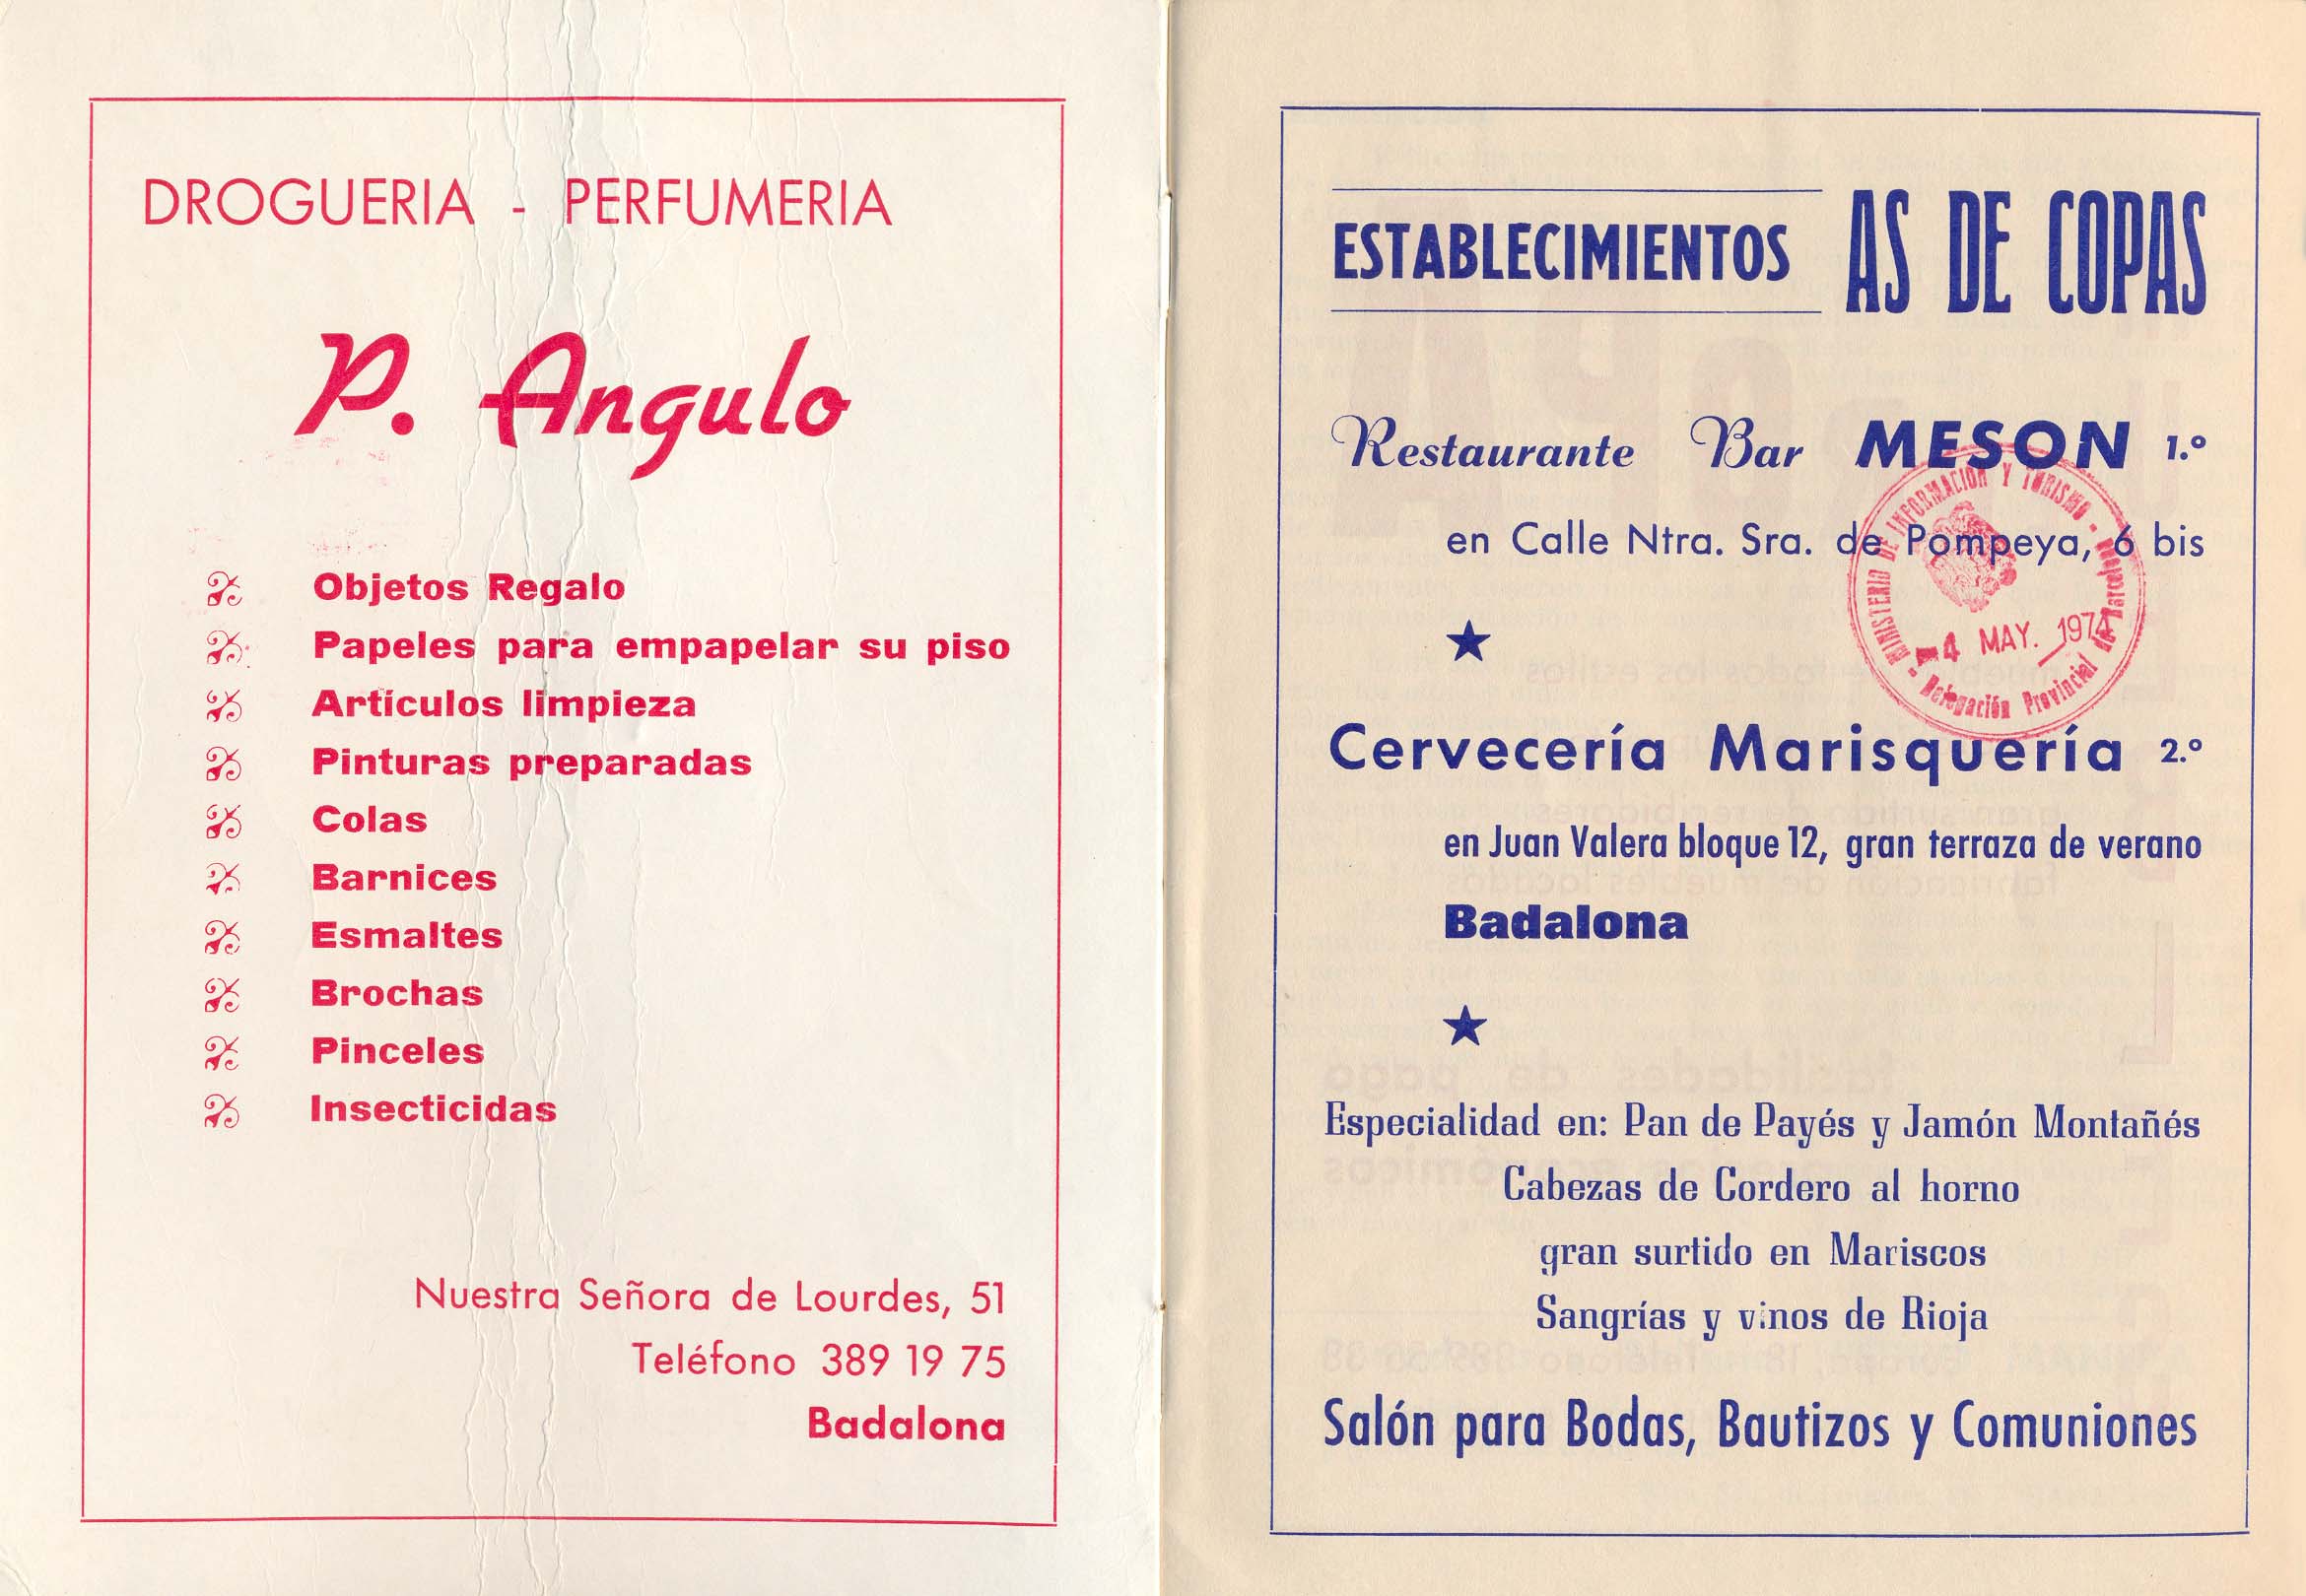 DROGUERIA - PERFUMERIA
P. Angulo
Objetos Regalo
Papeles para empapelar su piso
Artículos limpieza
Pinturas preparadas
Colas
Barnices
Esmaltes
Brochas
Pinceles
Insecticidas
Nuestra Señora de Lourdes, 51
Teléfono 389 19 75
Badalona
ESTABLECIMIENTOS AS DE COPAS
Restaurante Bar MESON 1.º
en Calle Ntra. Sra. de Pompeya, 6 bis
MINISTERIO DE INFORMACIÓN Y TURISMO - Delegación Provincial de Barcelona
4 MAY. 1974
Cervecería Marisquería 2.º
en Juan Valera bloque 12, gran terraza de verano
Badalona
Especialidad en: Pan de Payés y Jamón Montañés
Cabezas de Cordero al horno
gran surtido en Mariscos
Sangrías y vinos de Rioja
Salón para Bodas, Bautizos y Comuniones